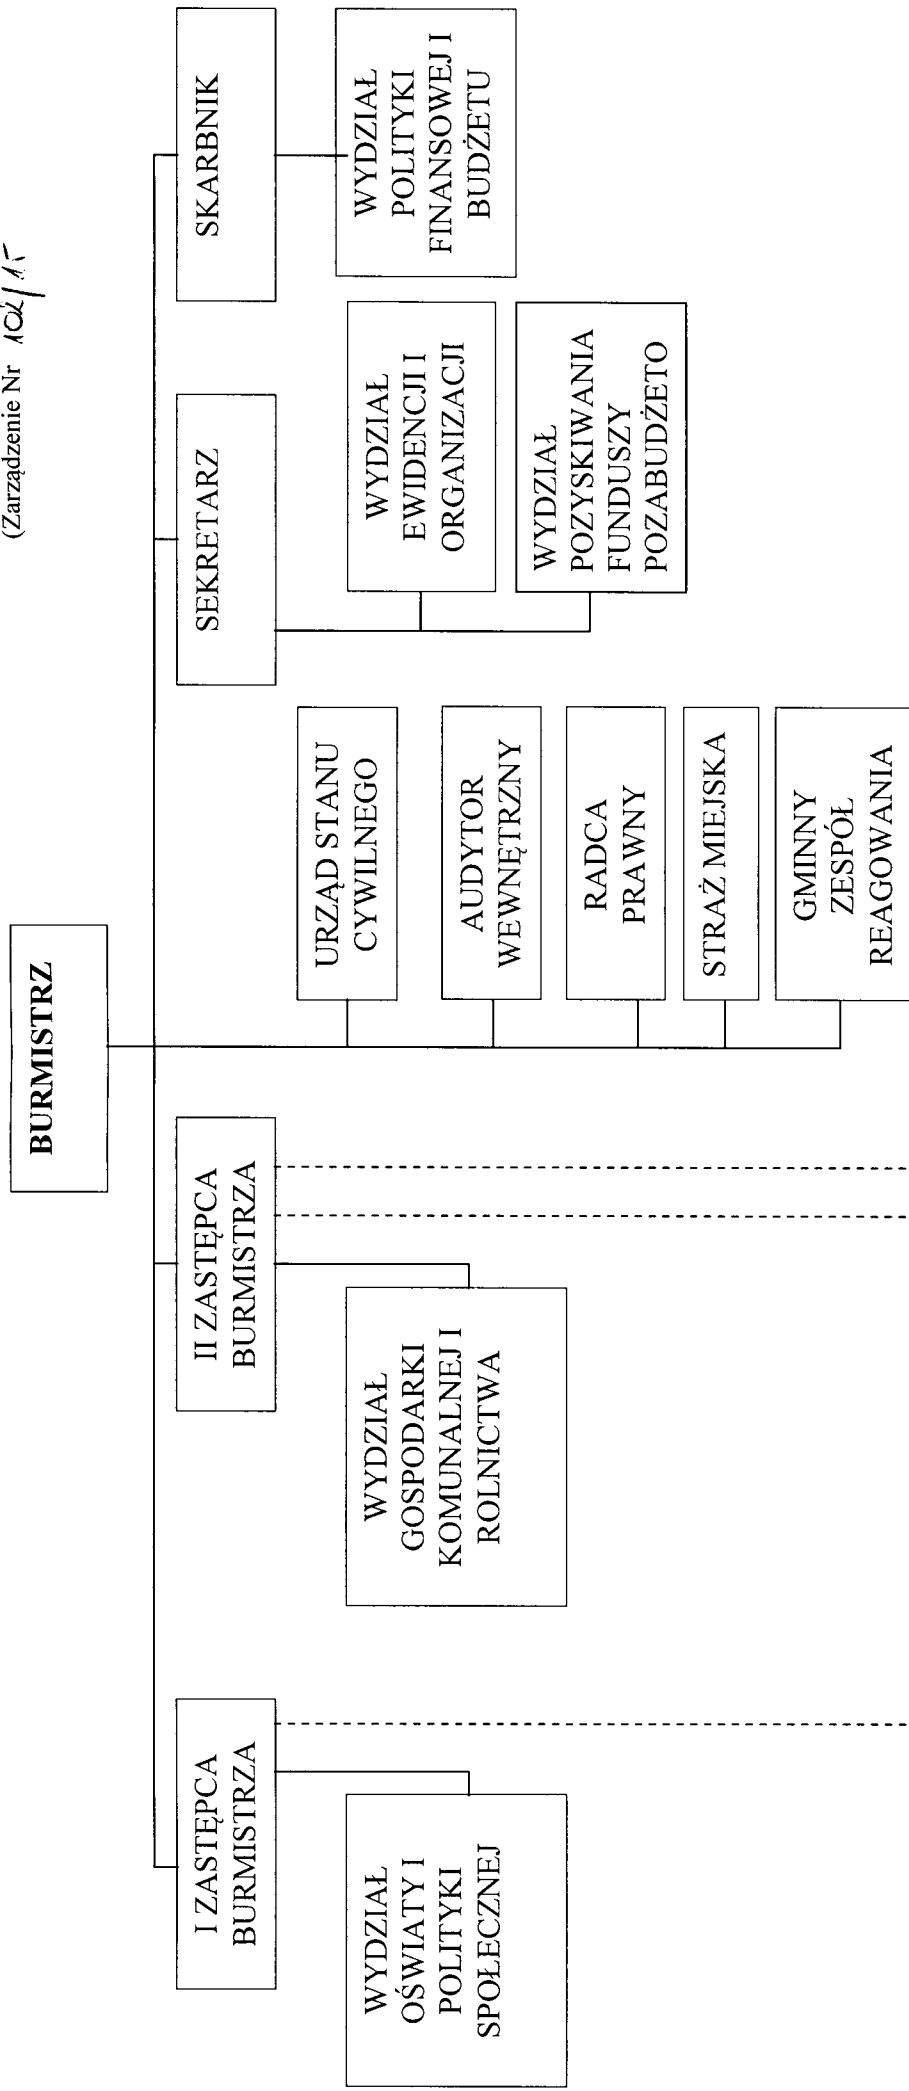 (Zarządzenie Nr 102/15
BURMISTRZ
I ZASTĘPCA
BURMISTRZA
II ZASTĘPCA
BURMISTRZA
SEKRETARZ
SKARBNIK
WYDZIAŁ
OŚWIATY I
POLITYKI
SPOŁECZNEJ
WYDZIAŁ
GOSPODARKI
KOMUNALNEJ I
ROLNICTWA
URZĄD STANU
CYWILNEGO
AUDYTOR
WEWNĘTRZNY
RADCA
PRAWNY
STRAŻ MIEJSKA
GMINNY
ZESPÓŁ
REAGOWANIA
WYDZIAŁ
EWIDENCJI I
ORGANIZACJI
WYDZIAŁ
POZYSKIWANIA
FUNDUSZY
POZABUDŻETO
WYDZIAŁ
POLITYKI
FINANSOWEJ I
BUDŻETU